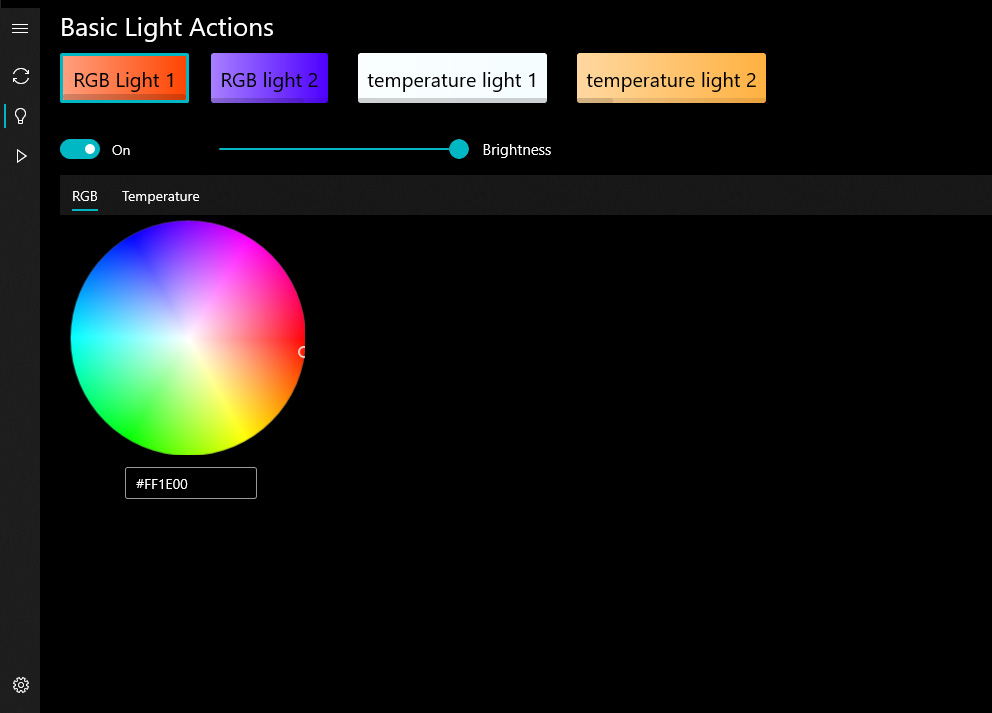 Basic Light Actions
RGB Light 1
RGB light 2
temperature light 1
temperature light 2
On
Brightness
RGB
Temperature
#FF1E00